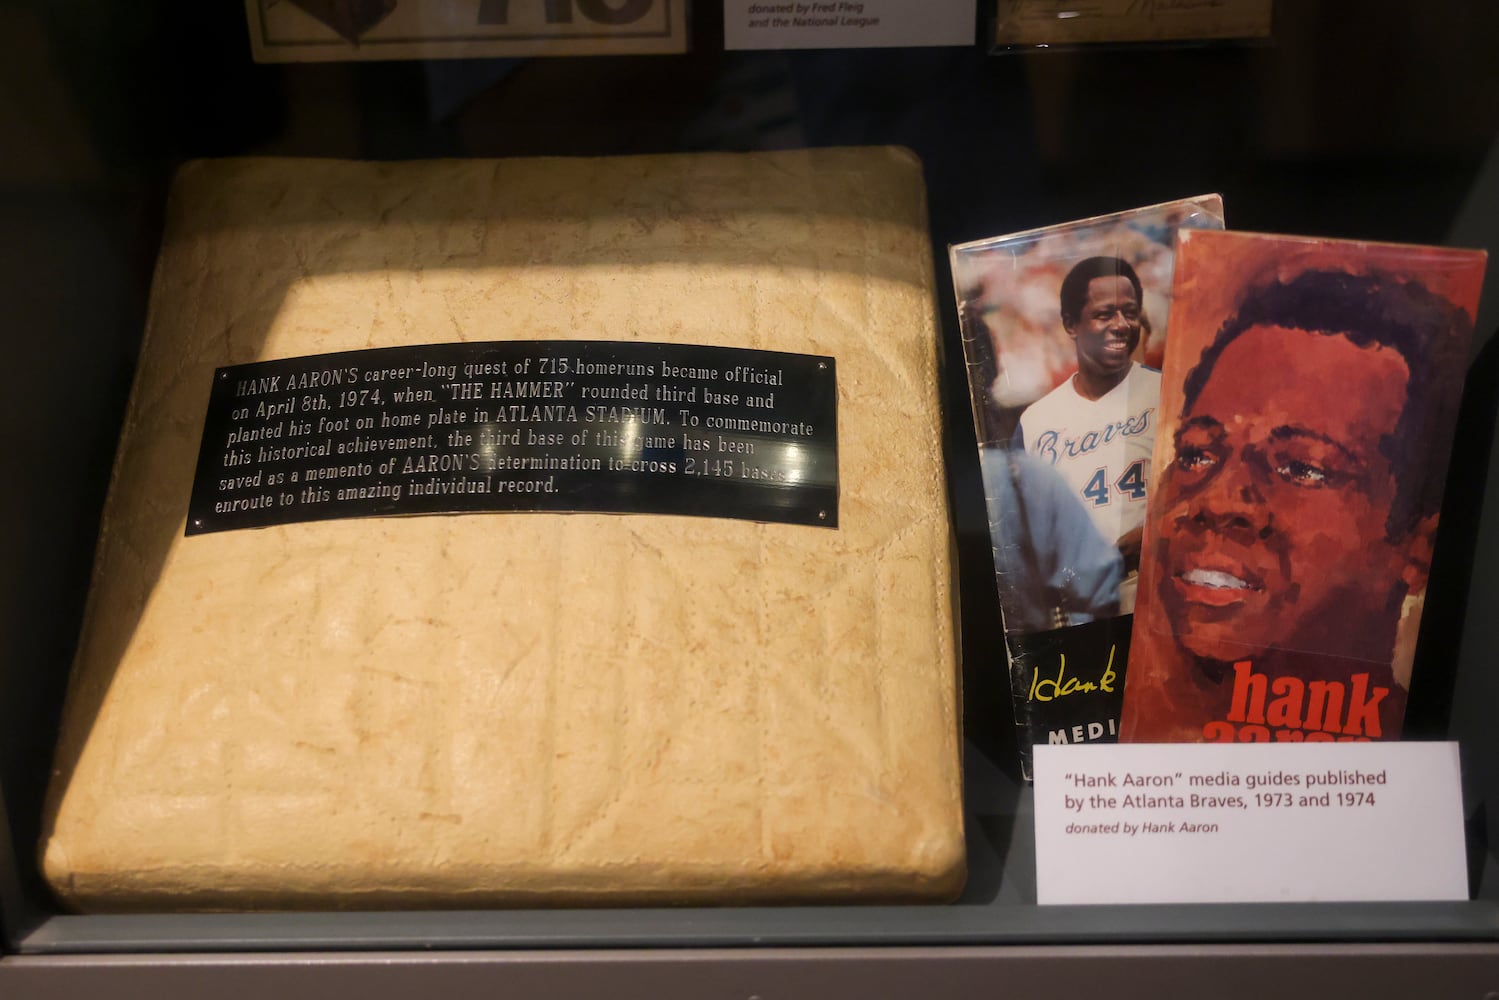 715
donated by Fred Fleig
and the National League
HANK AARON'S career-long quest of 715 homeruns became official
on April 8th, 1974, when "THE HAMMER" rounded third base and
planted his foot on home plate in ATLANTA STADIUM. To commemorate
this historical achievement, the third base of this game has been
saved as a memento of AARON'S determination to cross 2,145 bases
enroute to this amazing individual record.
Braves
44
Hank
MEDI
hank
aaron
"Hank Aaron" media guides published
by the Atlanta Braves, 1973 and 1974
donated by Hank Aaron